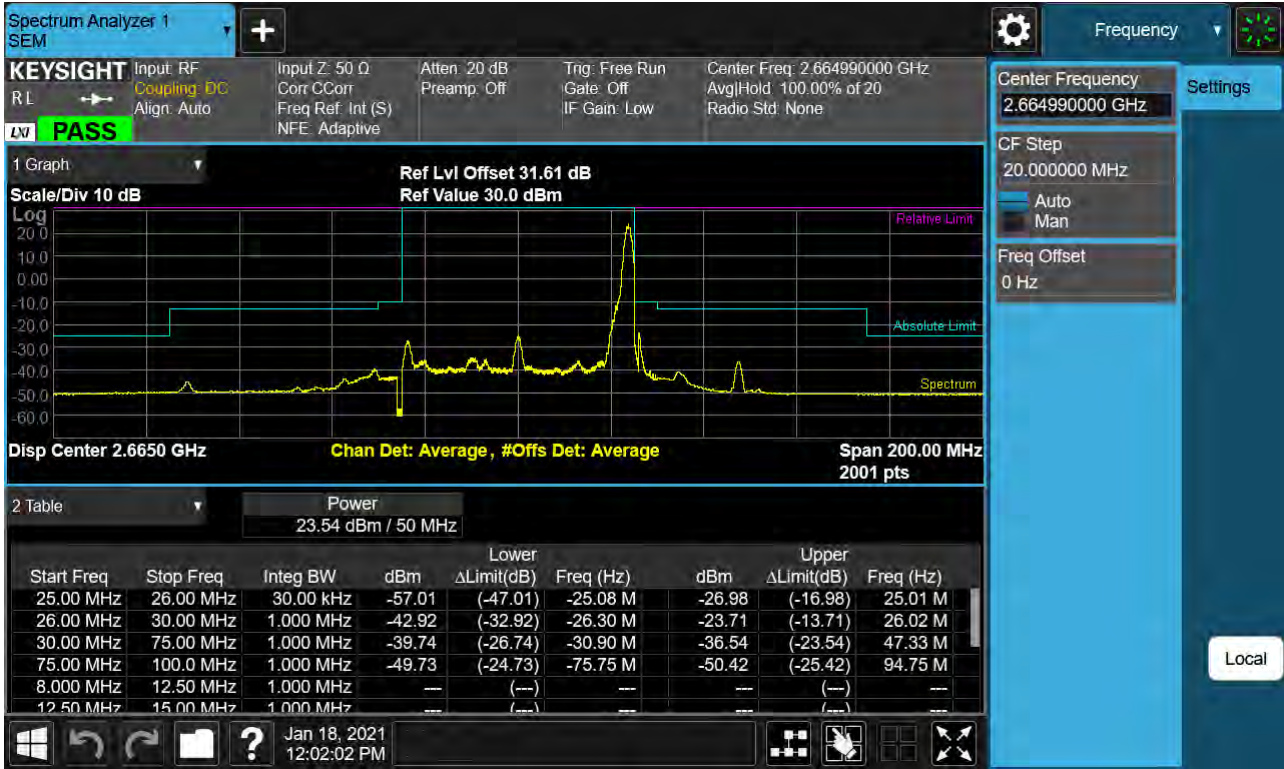 Spectrum Analyzer 1
SEM
Frequency
KEYSIGHT
R L
LXI
PASS
Input: RF
Coupling: DC
Align: Auto
Input Z: 50 Ω
Corr CCorr
Freq Ref: Int (S)
NFE: Adaptive
Atten: 20 dB
Preamp: Off
Trig: Free Run
Gate: Off
IF Gain: Low
Center Freq: 2.664990000 GHz
Avg|Hold: 100.00% of 20
Radio Std: None
Center Frequency
2.664990000 GHz
Settings
CF Step
20.000000 MHz
Auto
Man
Freq Offset
0 Hz
Local
1 Graph
Scale/Div 10 dB
Ref Lvl Offset 31.61 dB
Ref Value 30.0 dBm
Log
20.0
10.0
0.00
-10.0
-20.0
-30.0
-40.0
-50.0
-60.0
Relative Limit
Absolute Limit
Spectrum
Disp Center 2.6650 GHz
Chan Det: Average, #Offs Det: Average
Span 200.00 MHz
2001 pts
2 Table
Power
23.54 dBm / 50 MHz
Lower Upper
Start Freq Stop Freq Integ BW dBm ∆Limit(dB) Freq (Hz) dBm ∆Limit(dB) Freq (Hz)
25.00 MHz 26.00 MHz 30.00 kHz -57.01 (-47.01) -25.08 M -26.98 (-16.98) 25.01 M
26.00 MHz 30.00 MHz 1.000 MHz -42.92 (-32.92) -26.30 M -23.71 (-13.71) 26.02 M
30.00 MHz 75.00 MHz 1.000 MHz -39.74 (-26.74) -30.90 M -36.54 (-23.54) 47.33 M
75.00 MHz 100.0 MHz 1.000 MHz -49.73 (-24.73) -75.75 M -50.42 (-25.42) 94.75 M
8.000 MHz 12.50 MHz 1.000 MHz --- (---) --- --- (---) ---
12.50 MHz 15.00 MHz 1.000 MHz --- (---) --- --- (---) ---
?
Jan 18, 2021
12:02:02 PM